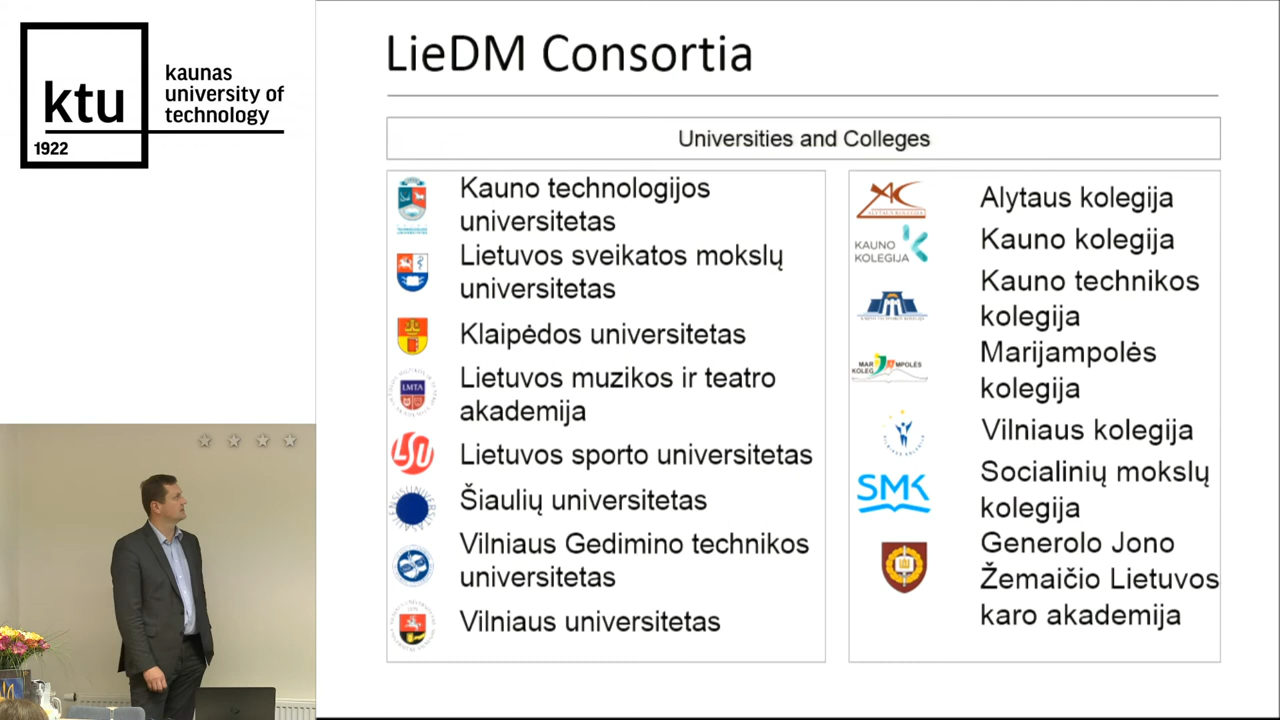 ktu
1922
kaunas
university of
technology
LieDM Consortia
Universities and Colleges
Kauno technologijos
universitetas
Lietuvos sveikatos mokslų
universitetas
Klaipėdos universitetas
LMTA
Lietuvos muzikos ir teatro
akademija
LSU
Lietuvos sporto universitetas
Šiaulių universitetas
Vilniaus Gedimino technikos
universitetas
Vilniaus universitetas
ALYTAUS KOLEGIJA
Alytaus kolegija
KAUNO
KOLEGIJA
Kauno kolegija
Kauno technikos
kolegija
Marijampolės
kolegija
Vilniaus kolegija
SMK
Socialinių mokslų
kolegija
Generolo Jono
Žemaičio Lietuvos
karo akademija